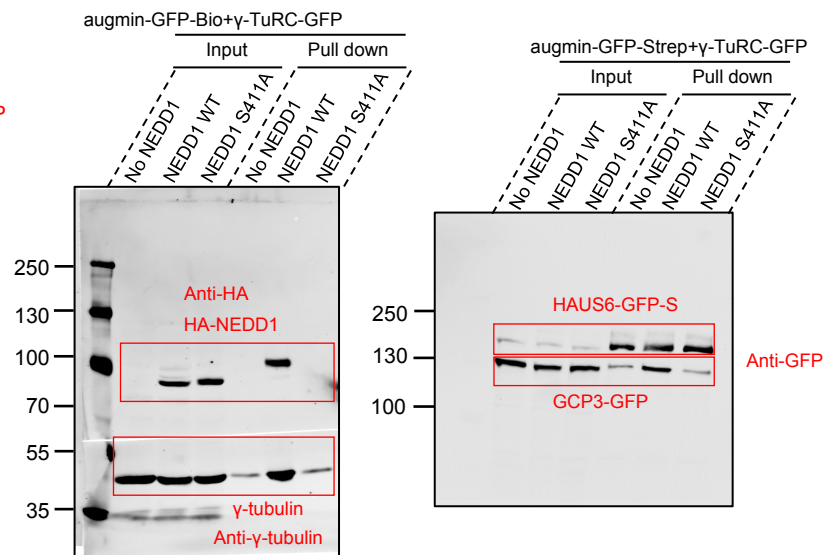 augmin-GFP-Bio+γ-TuRC-GFP
Input
Pull down
No NEDD1
NEDD1 WT
NEDD1 S411A
No NEDD1
NEDD1 WT
NEDD1 S411A
250
130
100
70
55
35
Anti-HA
HA-NEDD1
γ-tubulin
Anti-γ-tubulin
augmin-GFP-Strep+γ-TuRC-GFP
Input
Pull down
No NEDD1
NEDD1 WT
NEDD1 S411A
No NEDD1
NEDD1 WT
NEDD1 S411A
250
130
100
HAUS6-GFP-S
GCP3-GFP
Anti-GFP